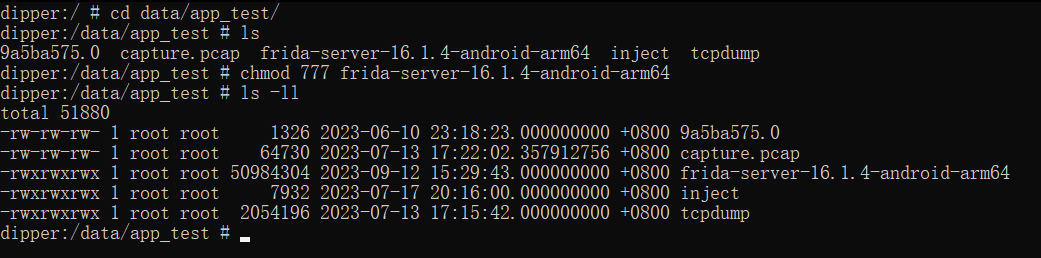 dipper:/ # cd data/app_test/
dipper:/data/app_test # ls
9a5ba575.0  capture.pcap  frida-server-16.1.4-android-arm64  inject  tcpdump
dipper:/data/app_test # chmod 777 frida-server-16.1.4-android-arm64
dipper:/data/app_test # ls -ll
total 51880
-rw-rw-rw- 1 root root     1326 2023-06-10 23:18:23.000000000 +0800 9a5ba575.0
-rw-rw-rw- 1 root root    64730 2023-07-13 17:22:02.357912756 +0800 capture.pcap
-rwxrwxrwx 1 root root 50984304 2023-09-12 15:29:43.000000000 +0800 frida-server-16.1.4-android-arm64
-rwxrwxrwx 1 root root     7932 2023-07-17 20:16:00.000000000 +0800 inject
-rwxrwxrwx 1 root root  2054196 2023-07-13 17:15:42.000000000 +0800 tcpdump
dipper:/data/app_test #